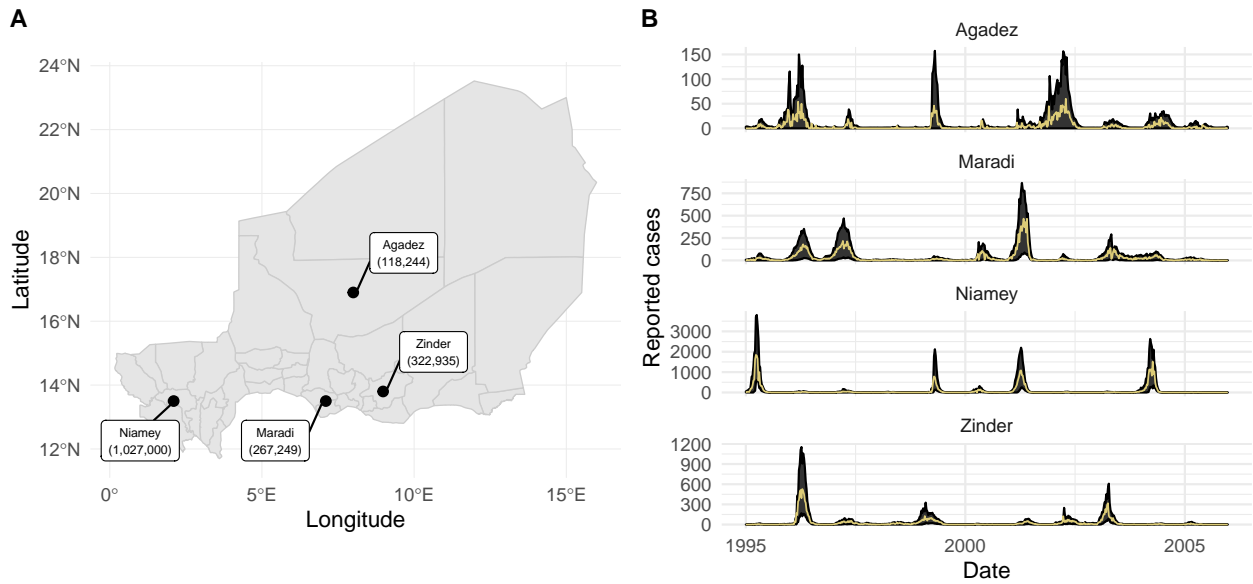 A
24°N
22°N
20°N
18°N
16°N
14°N
12°N
Latitude
Agadez
(118,244)
Zinder
(322,935)
Niamey
(1,027,000)
Maradi
(267,249)
0°
5°E
10°E
15°E
Longitude
B
Reported cases
Agadez
150
100
50
0
Maradi
750
500
250
0
Niamey
3000
2000
1000
0
Zinder
1200
900
600
300
0
1995
2000
2005
Date